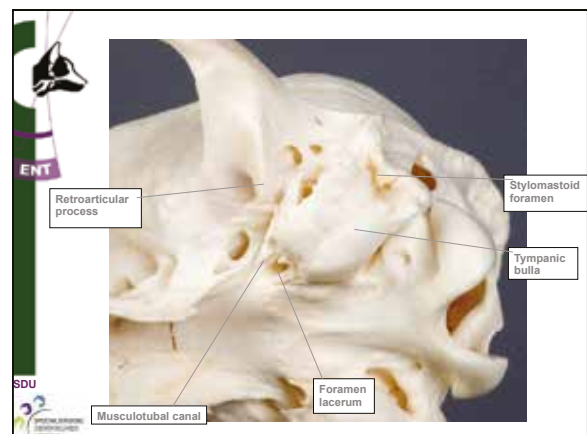 ENT
Retroarticular
process
Stylomastoid
foramen
Tympanic
bulla
Foramen
lacerum
Musculotubal canal
SDU